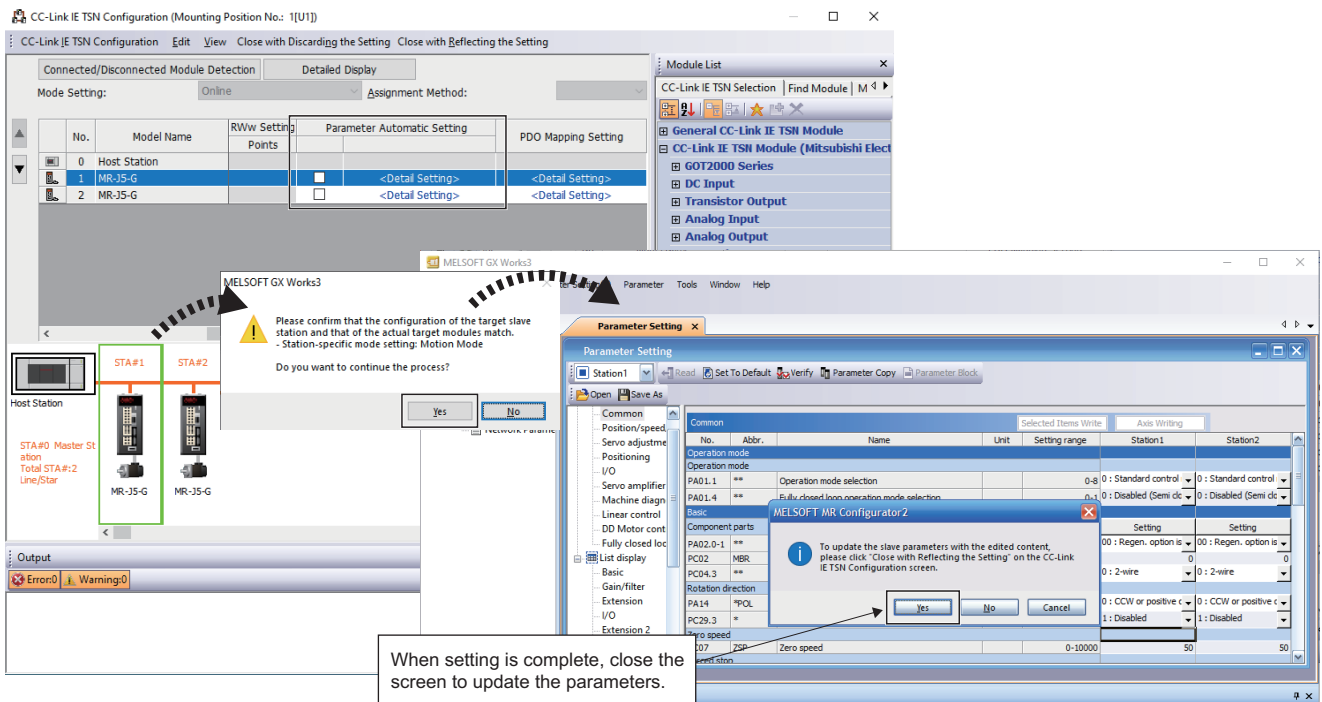 CC-Link IE TSN Configuration (Mounting Position No.: 1[U1])
CC-Link IE TSN Configuration Edit View Close with Discarding the Setting Close with Reflecting the Setting
Connected/Disconnected Module Detection Detailed Display
Mode Setting: Online Assignment Method:
No. Model Name RWw Setting Parameter Automatic Setting PDO Mapping Setting
Points
0 Host Station
1 MR-J5-G <Detail Setting> <Detail Setting>
2 MR-J5-G <Detail Setting> <Detail Setting>
Module List
CC-Link IE TSN Selection Find Module M
General CC-Link IE TSN Module
CC-Link IE TSN Module (Mitsubishi Elect
GOT2000 Series
DC Input
Transistor Output
Analog Input
Analog Output
STA#1 STA#2
Host Station
STA#0 Master St
ation
Total STA#:2
Line/Star
MR-J5-G MR-J5-G
Output
Error:0 Warning:0
MELSOFT GX Works3
Please confirm that the configuration of the target slave
station and that of the actual target modules match.
- Station-specific mode setting: Motion Mode
Do you want to continue the process?
Yes No
MELSOFT GX Works3
Parameter Tools Window Help
Parameter Setting
Parameter Setting
Station1 Read Set To Default Verify Parameter Copy Parameter Block
Open Save As
Common
Position/speed,
Servo adjustme
Positioning
I/O
Servo amplifier
Machine diagn
Linear control
DD Motor cont
Fully closed loc
List display
Basic
Gain/filter
Extension
I/O
Extension 2
Common Selected Items Write Axis Writing
No. Abbr. Name Unit Setting range Station1 Station2
Operation mode
Operation mode
PA01.1 ** Operation mode selection 0-8 0 : Standard control 0 : Standard control
PA01.4 ** Fully closed loop operation mode selection 0-1 0 : Disabled (Semi clc 0 : Disabled (Semi clc
Basic
Component parts Setting Setting
PA02.0-1 ** 00 : Regen. option is 00 : Regen. option is
PC02 MBR 0 0
PC04.3 ** 0 : 2-wire 0 : 2-wire
Rotation direction
PA14 *POL 0 : CCW or positive c 0 : CCW or positive c
PC29.3 * 1 : Disabled 1 : Disabled
Zero speed
ZSP Zero speed 0-10000 50 50
MELSOFT MR Configurator2
To update the slave parameters with the edited content,
please click "Close with Reflecting the Setting" on the CC-Link
IE TSN Configuration screen.
Yes No Cancel
When setting is complete, close the
screen to update the parameters.